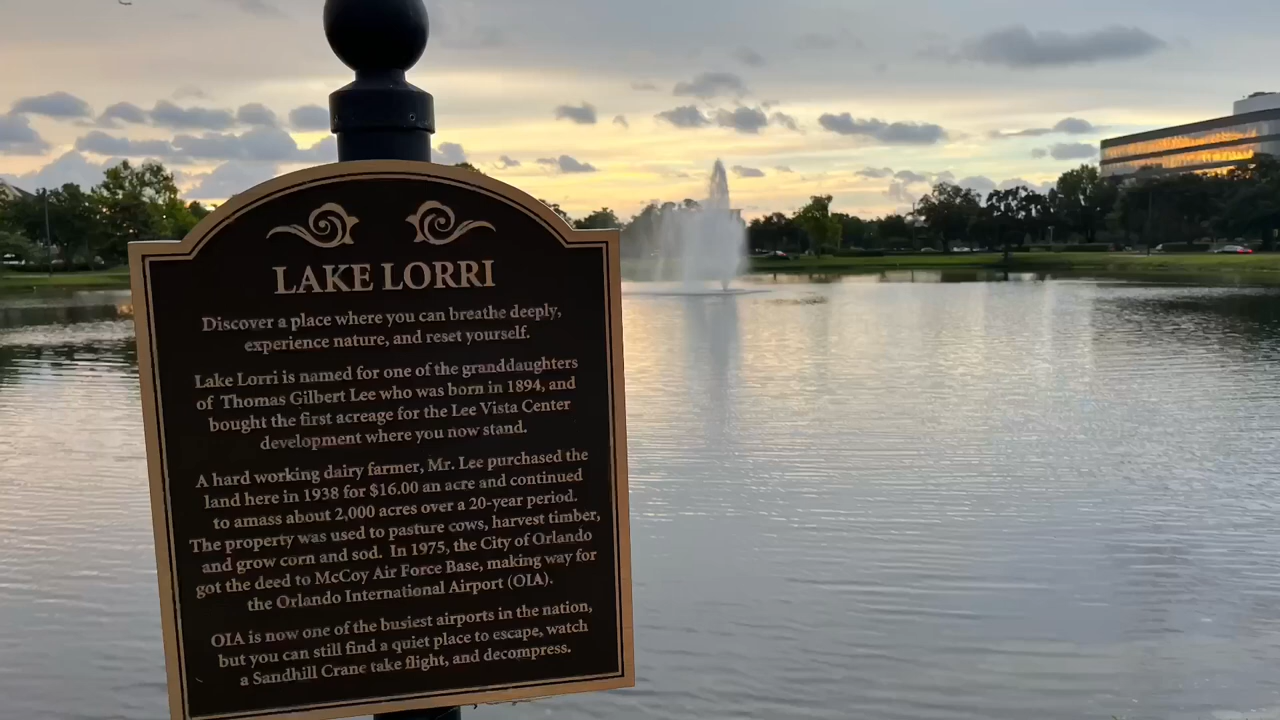 LAKE LORRI
Discover a place where you can breathe deeply,
experience nature, and reset yourself.
Lake Lorri is named for one of the granddaughters
of Thomas Gilbert Lee who was born in 1894, and
bought the first acreage for the Lee Vista Center
development where you now stand.
A hard working dairy farmer, Mr. Lee purchased the
land here in 1938 for $16.00 an acre and continued
to amass about 2,000 acres over a 20-year period.
The property was used to pasture cows, harvest timber,
and grow corn and sod. In 1975, the City of Orlando
got the deed to McCoy Air Force Base, making way for
the Orlando International Airport (OIA).
OIA is now one of the busiest airports in the nation,
but you can still find a quiet place to escape, watch
a Sandhill Crane take flight, and decompress.